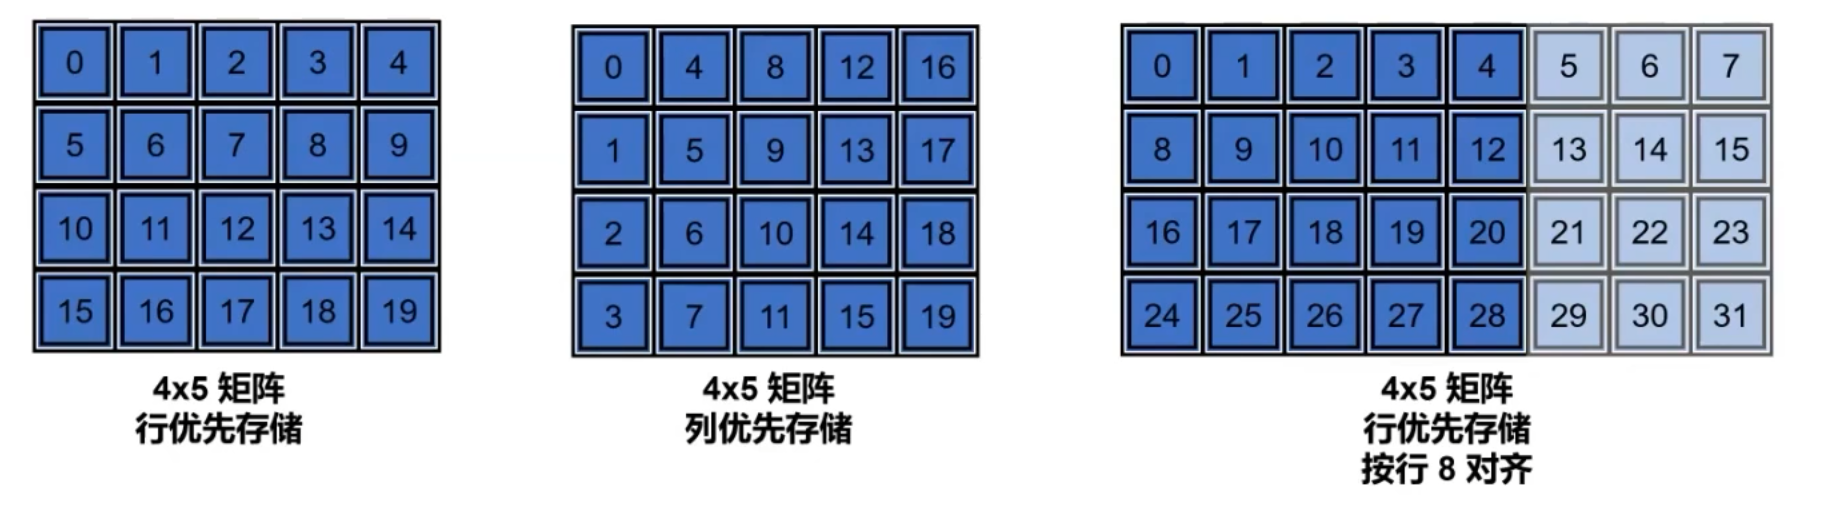 0 1 2 3 4
5 6 7 8 9
10 11 12 13 14
15 16 17 18 19
4x5 矩阵
行优先存储
0 4 8 12 16
1 5 9 13 17
2 6 10 14 18
3 7 11 15 19
4x5 矩阵
列优先存储
0 1 2 3 4 5 6 7
8 9 10 11 12 13 14 15
16 17 18 19 20 21 22 23
24 25 26 27 28 29 30 31
4x5 矩阵
行优先存储
按行 8 对齐